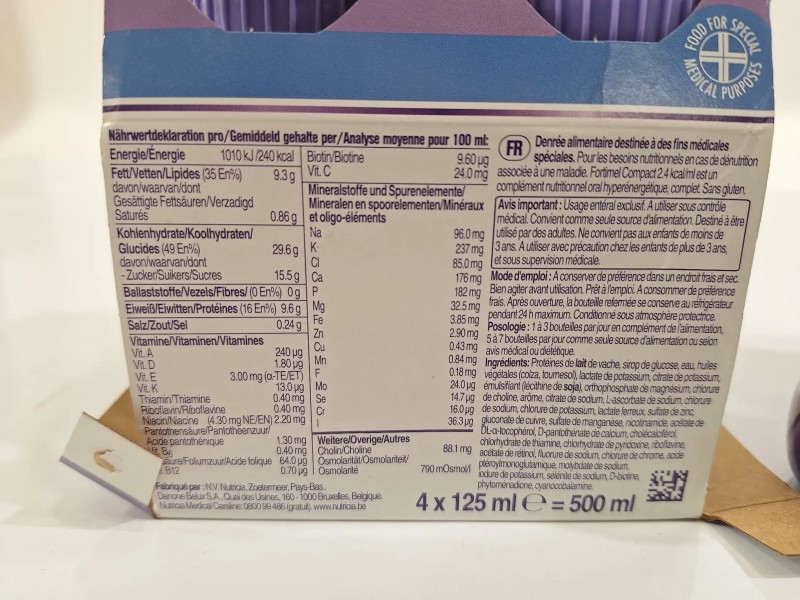 FOOD FOR SPECIAL
MEDICAL PURPOSES
Nährwertdeklaration pro/Gemiddeld gehalte per/Analyse moyenne pour 100 ml:
Energie/Énergie 1010 kJ/240 kcal
Fett/Vetten/Lipides (35 En%) 9.3 g
davon/waarvan/dont
Gesättigte Fettsäuren/Verzadigd
Saturés 0.86 g
Kohlenhydrate/Koolhydraten/
Glucides (49 En%) 29.6 g
davon/waarvan/dont
- Zucker/Suikers/Sucres 15.5 g
Ballaststoffe/Vezels/Fibres/ (0 En%) 0 g
Eiweiß/Eiwitten/Protéines (16 En%) 9.6 g
Salz/Zout/Sel 0.24 g
Vitamine/Vitaminen/Vitamines
Vit. A 240 µg
Vit. D 1.80 µg
Vit. E 3.00 mg (α-TE/ET)
Vit. K 13.0 µg
Thiamin/Thiamine 0.40 mg
Riboflavin/Riboflavine 0.40 mg
Niacin/Niacine (4.30 mg NE/EN) 2.20 mg
Pantothensäure/Pantotheenzuur/
Acide pantothénique 1.30 mg
Vit. B6 0.40 mg
säure/Foliumzuur/Acide folique 64.0 µg
B12 0.70 µg
Biotin/Biotine 9.60 µg
Vit. C 24.0 mg
Mineralstoffe und Spurenelemente/
Mineralen en spoorelementen/Minéraux
et oligo-éléments
Na 96.0 mg
K 237 mg
Cl 85.0 mg
Ca 176 mg
P 182 mg
Mg 32.5 mg
Fe 3.85 mg
Zn 2.90 mg
Cu 0.43 mg
Mn 0.84 mg
F 0.18 mg
Mo 24.0 µg
Se 14.7 µg
Cr 16.0 µg
I 36.3 µg
Weitere/Overige/Autres
Cholin/Choline 88.1 mg
Osmolarität/Osmolariteit/
Osmolarité 790 mOsmol/l
FR Denrée alimentaire destinée à des fins médicales
spéciales. Pour les besoins nutritionnels en cas de dénutrition
associée à une maladie. Fortimel Compact 2.4 kcal/ml est un
complément nutritionnel oral hyperénergétique, complet. Sans gluten.
Avis important : Usage entéral exclusif. A utiliser sous contrôle
médical. Convient comme seule source d'alimentation. Destiné à être
utilisé par des adultes. Ne convient pas aux enfants de moins de
3 ans. A utiliser avec précaution chez les enfants de plus de 3 ans,
et sous supervision médicale.
Mode d'emploi : A conserver de préférence dans un endroit frais et sec.
Bien agiter avant utilisation. Prêt à l'emploi. A consommer de préférence
frais. Après ouverture, la bouteille refermée se conserve au réfrigérateur
pendant 24 h maximum. Conditionné sous atmosphère protectrice.
Posologie : 1 à 3 bouteilles par jour en complément de l'alimentation,
5 à 7 bouteilles par jour comme seule source d'alimentation ou selon
avis médical ou diététique.
Ingrédients: Protéines de lait de vache, sirop de glucose, eau, huiles
végétales (colza, tournesol), lactate de potassium, citrate de potassium,
émulsifiant (lécithine de soja), orthophosphate de magnésium, chlorure
de choline, arôme, citrate de sodium, L-ascorbate de sodium, chlorure
de sodium, chlorure de potassium, lactate ferreux, sulfate de zinc,
gluconate de cuivre, sulfate de manganèse, nicotinamide, acétate de
DL-α-tocophérol, D-pantothénate de calcium, cholécalciférol,
chlorhydrate de thiamine, chlorhydrate de pyridoxine, riboflavine,
acétate de rétinol, fluorure de sodium, chlorure de chrome, acide
ptéroylmonoglutamique, molybdate de sodium,
iodure de potassium, sélénite de sodium, D-biotine,
phytoménadione, cyanocobalamine.
Fabriqué par : N.V. Nutricia, Zoetermeer, Pays-Bas.
Danone Belux S.A., Quai des Usines, 160 - 1000 Bruxelles, Belgique.
Nutricia Medical Careline: 0800 99 486 (gratuit). www.nutricia.be
4 x 125 ml ℮ = 500 ml